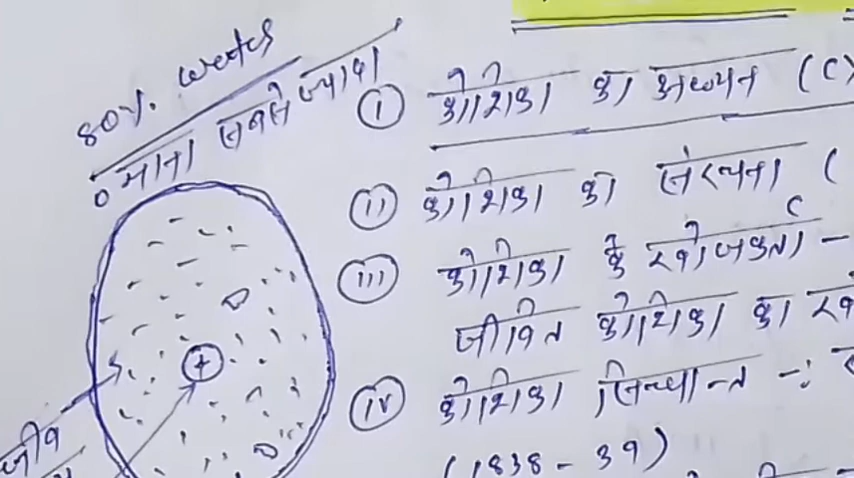 80%. water
मात्रा सबसे ज्यादा
(i) कोशिका का अध्ययन (C)
(ii) कोशिका की संरचना (
(iii) कोशिका के खोजकर्ता -
जीवित कोशिका का
(iv) कोशिका सिध्धान्त -:
(1838 - 39)
जीव